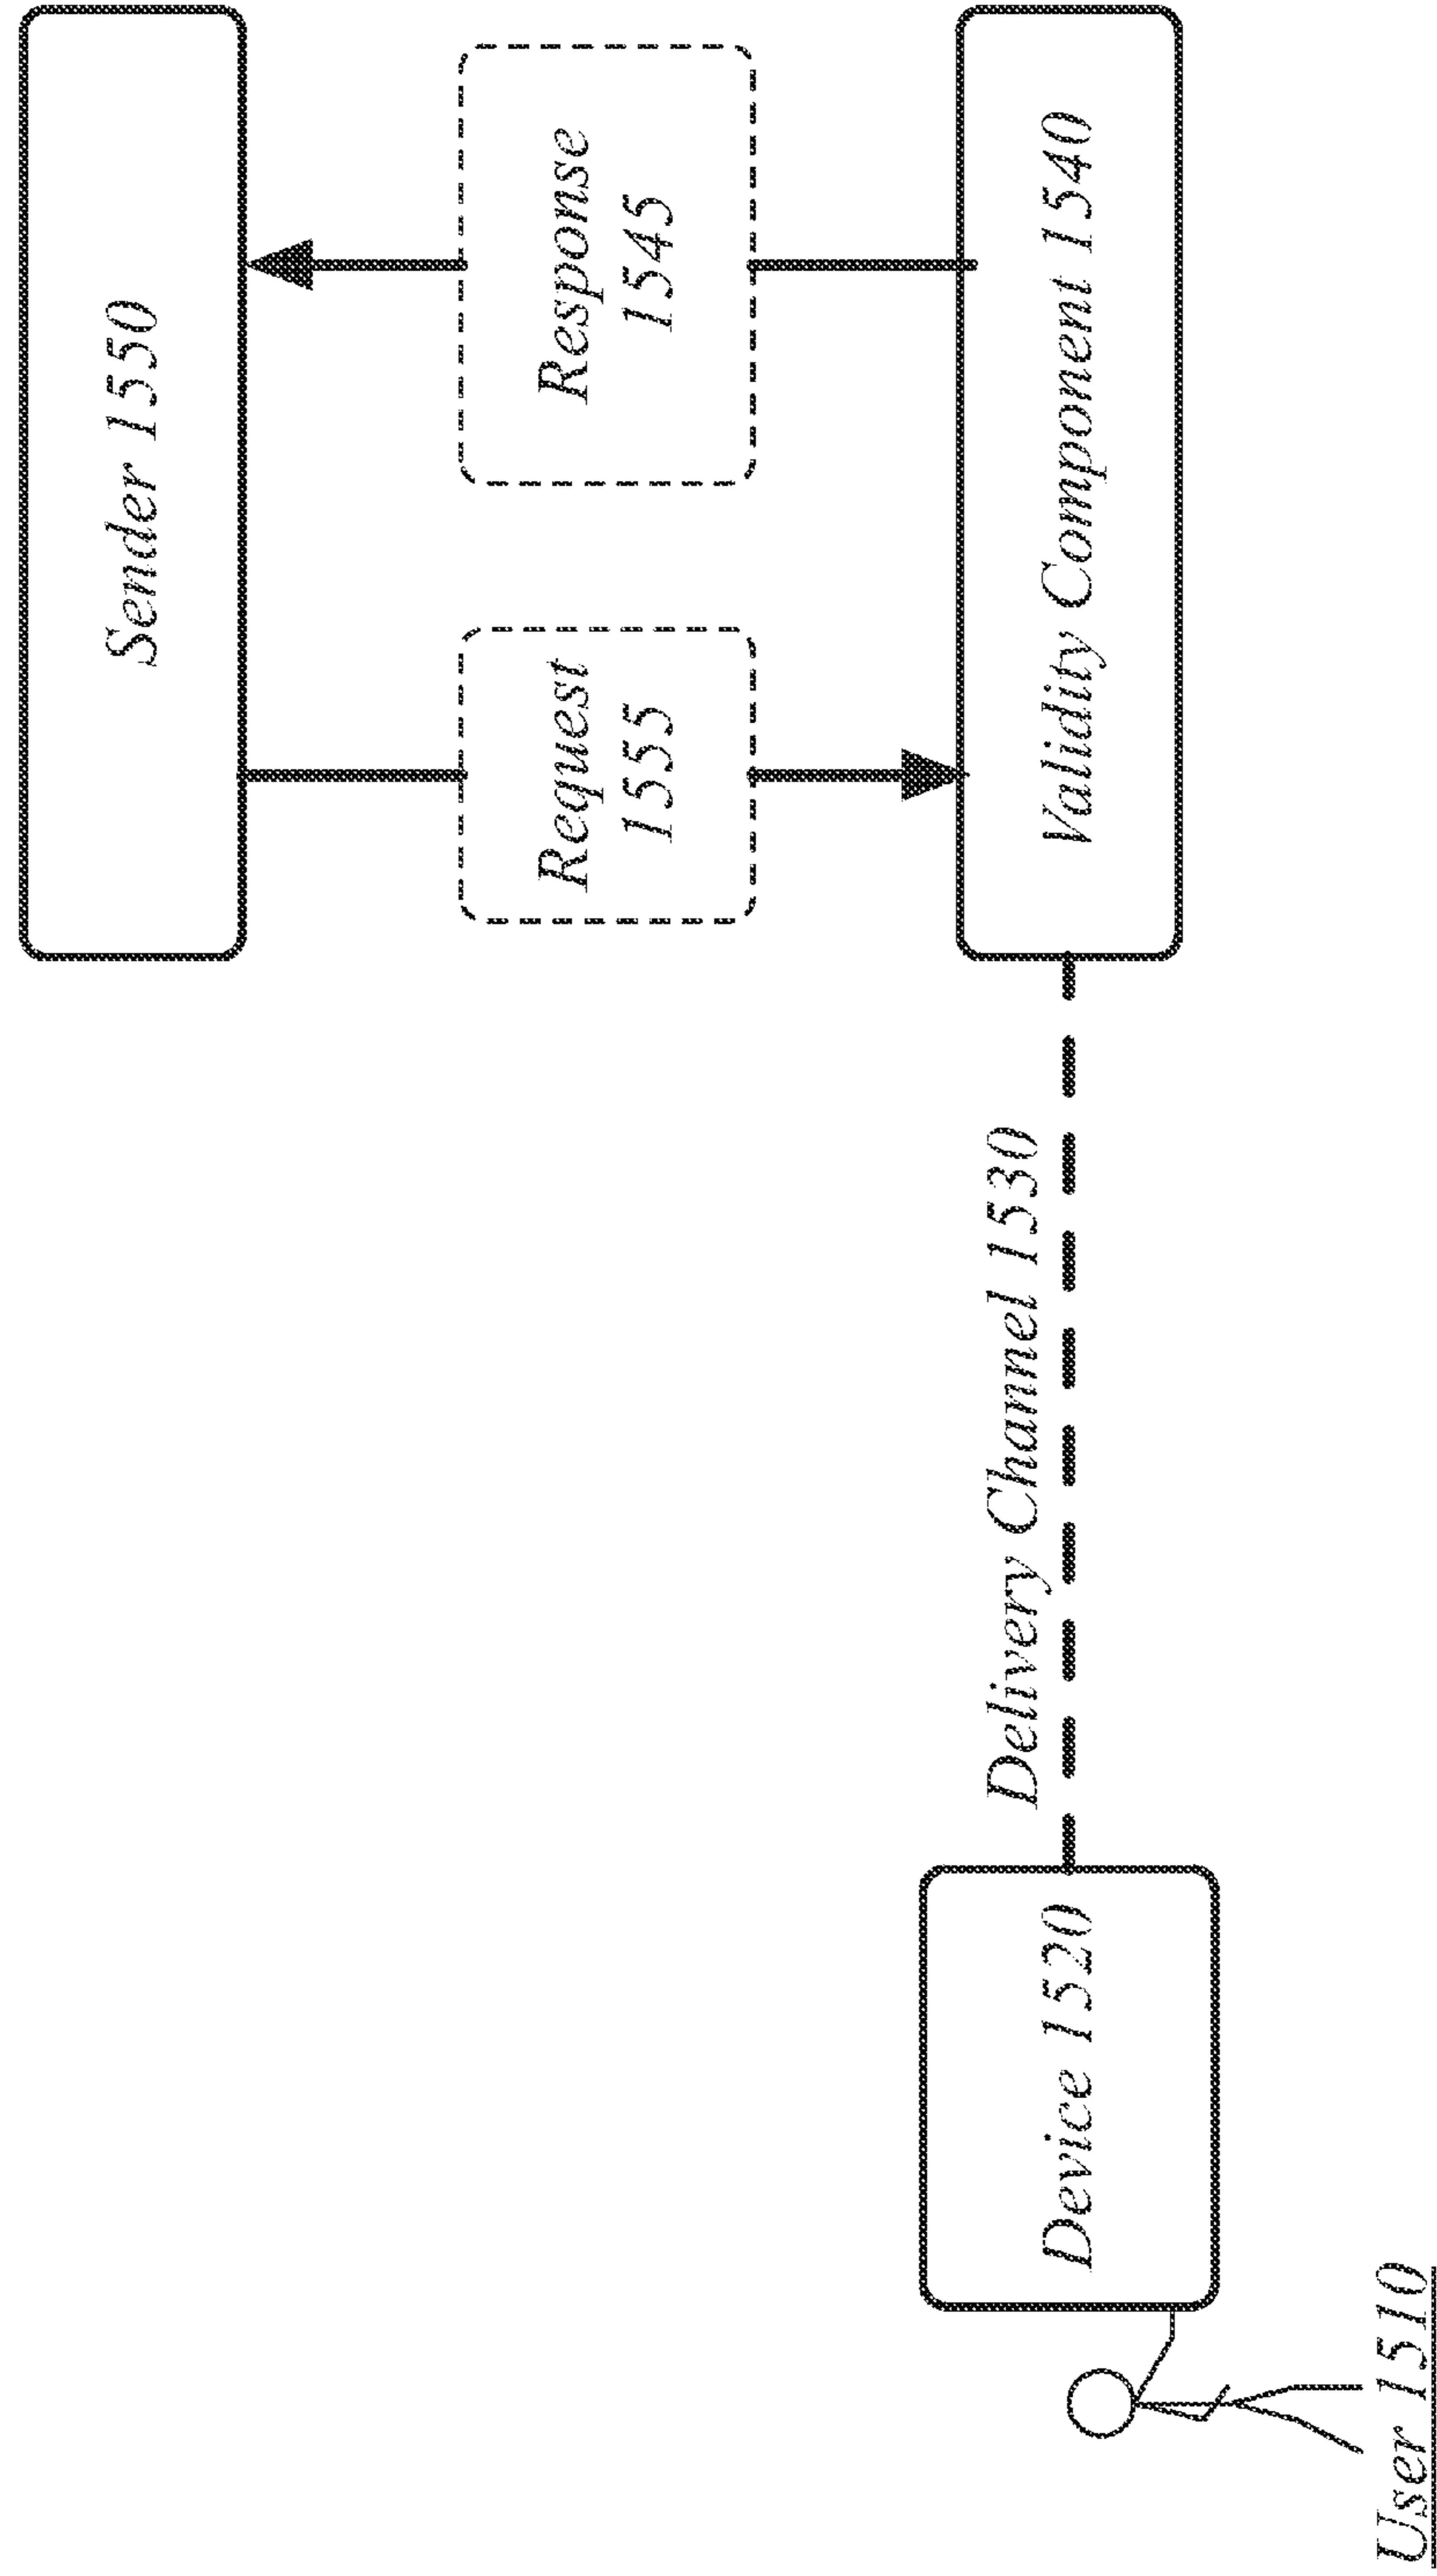 Sender 1550
Request
1555
Response
1545
Delivery Channel 1530
Device 1520
Validity Component 1540
User 1510